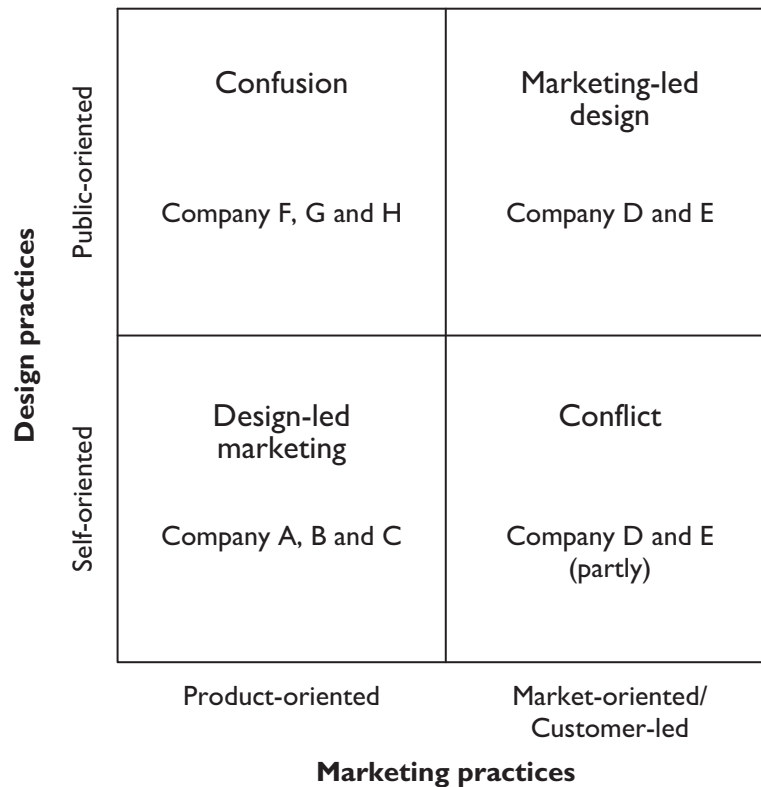 Confusion
Marketing-led
design
Company F, G and H
Company D and E
Public-oriented
Design practices
Design-led
marketing
Conflict
Company A, B and C
Company D and E
(partly)
Self-oriented
Product-oriented
Market-oriented/
Customer-led
Marketing practices